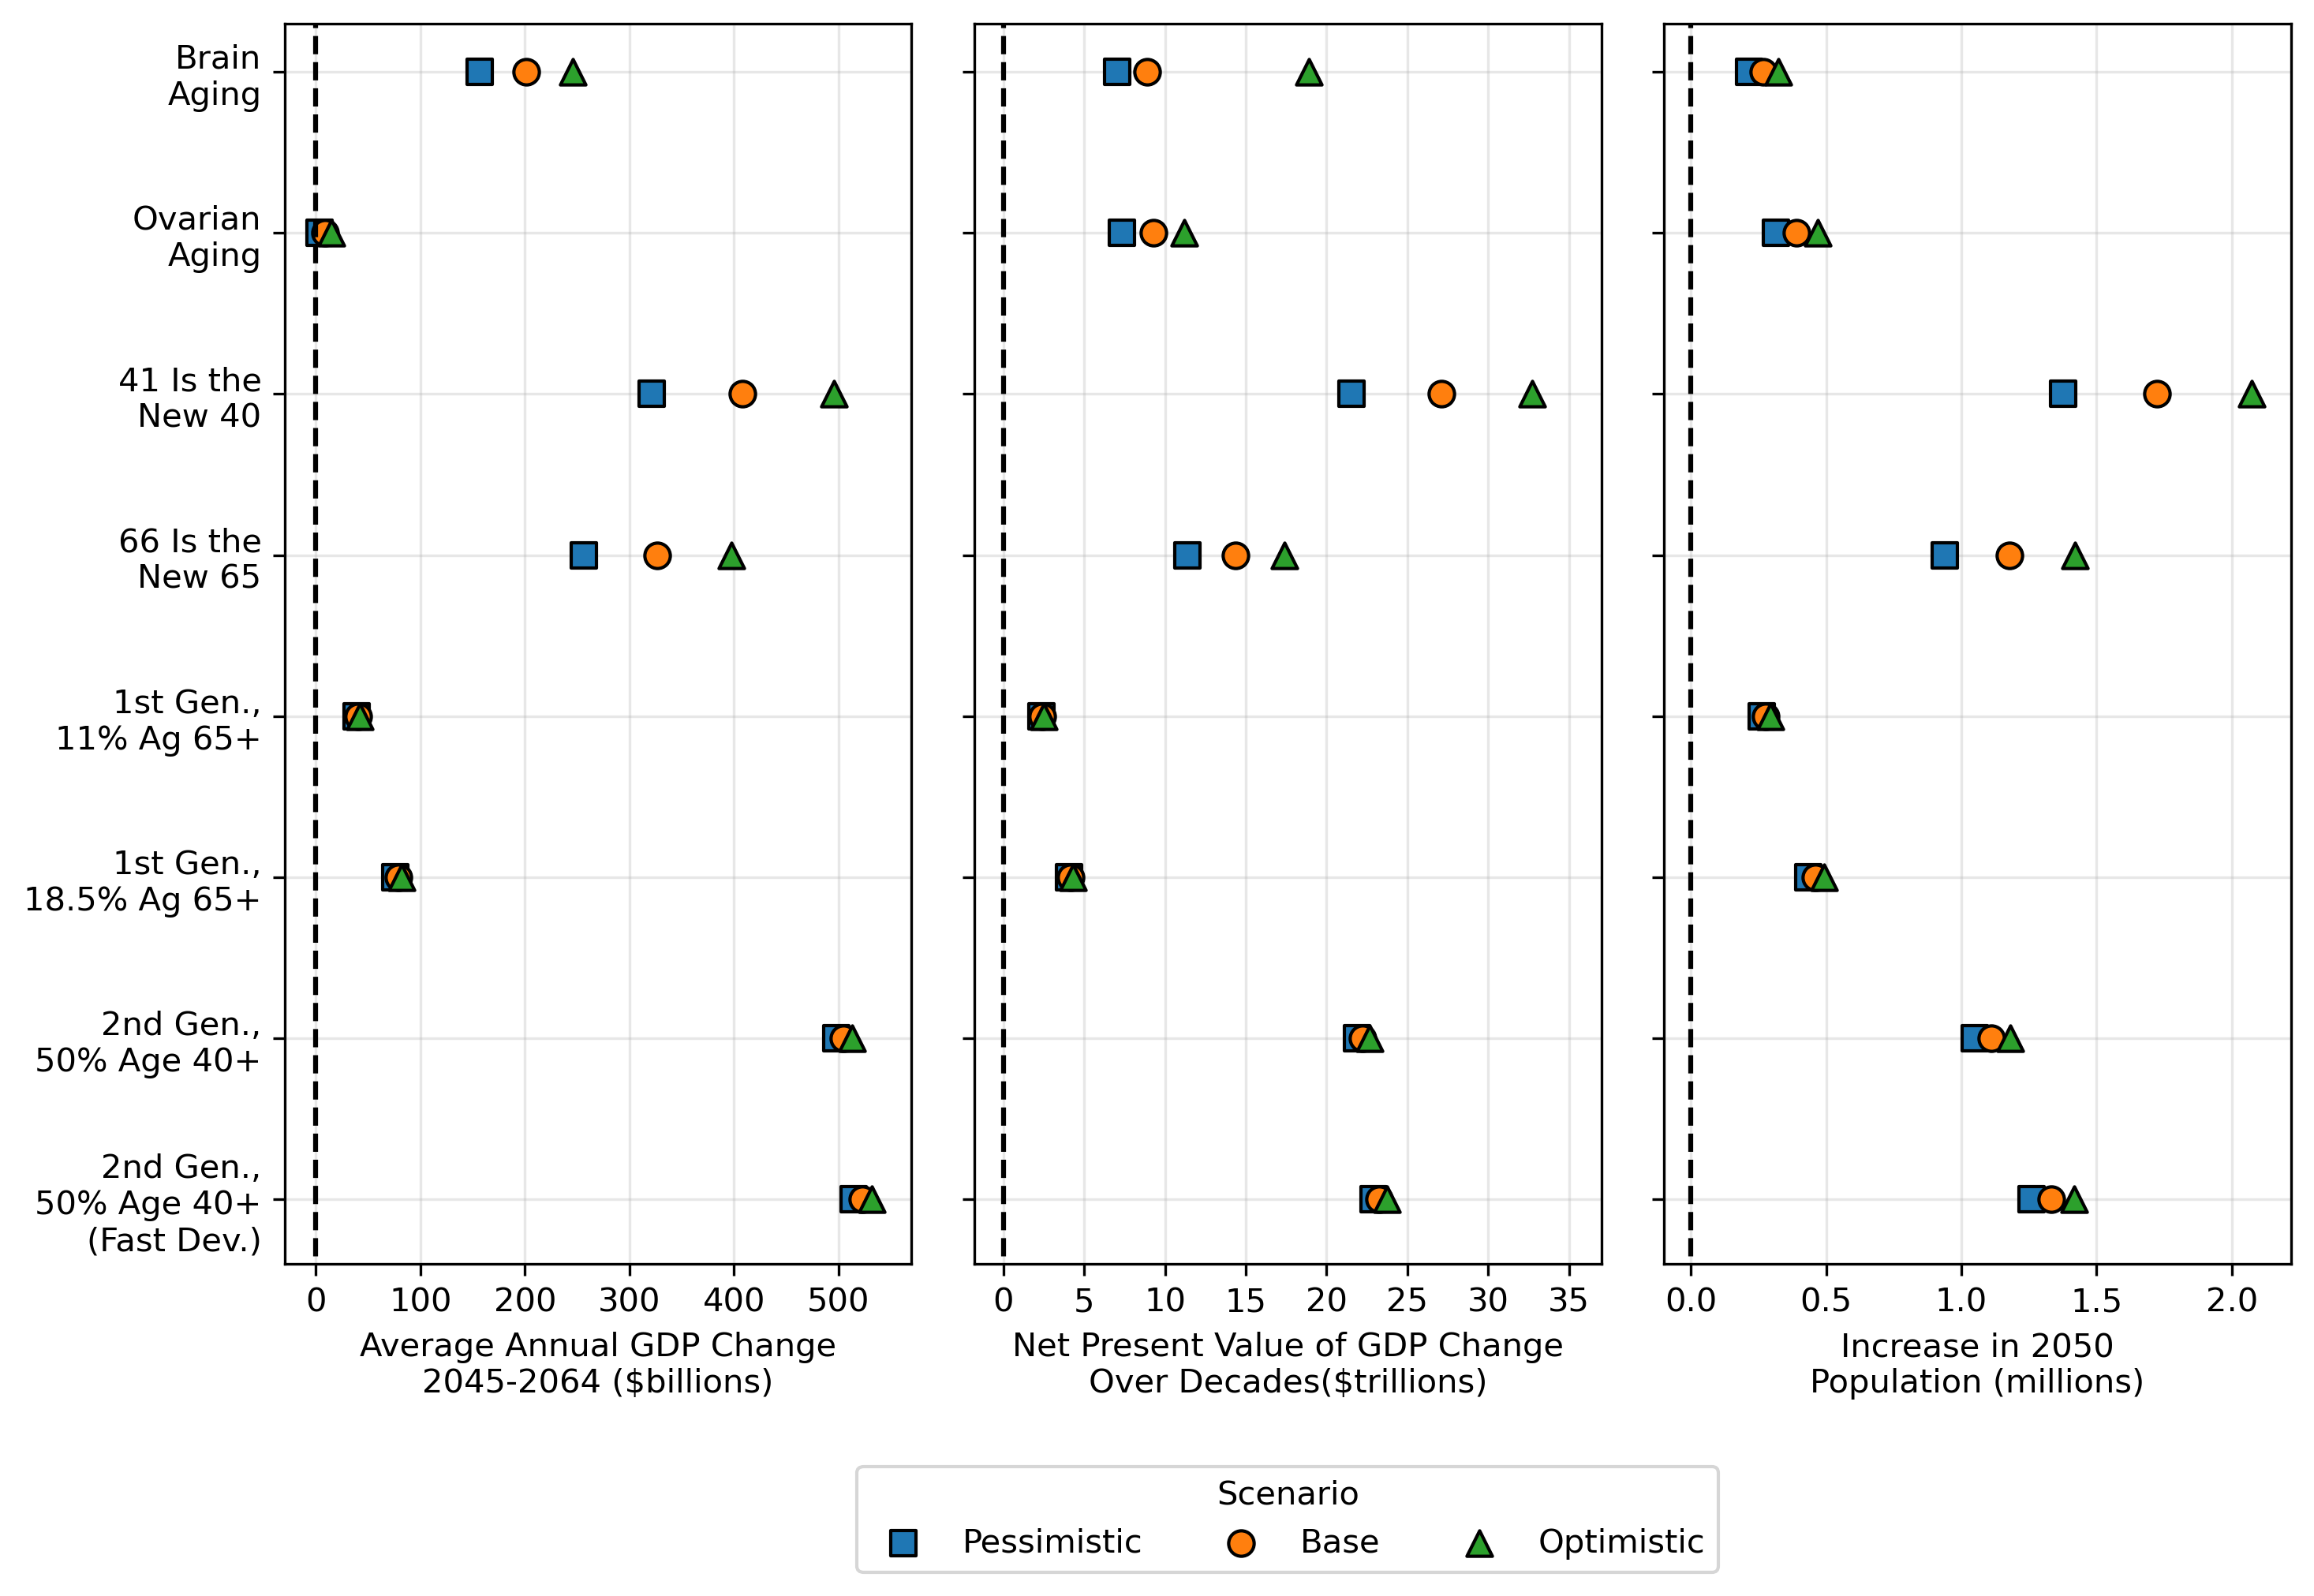 Brain
Aging
Ovarian
Aging
41 Is the
New 40
66 Is the
New 65
1st Gen.,
11% Ag 65+
1st Gen.,
18.5% Ag 65+
2nd Gen.,
50% Age 40+
2nd Gen.,
50% Age 40+
(Fast Dev.)
0 100 200 300 400 500
Average Annual GDP Change
2045-2064 ($billions)
0 5 10 15 20 25 30 35
Net Present Value of GDP Change
Over Decades($trillions)
0.0 0.5 1.0 1.5 2.0
Increase in 2050
Population (millions)
Scenario
Pessimistic Base Optimistic